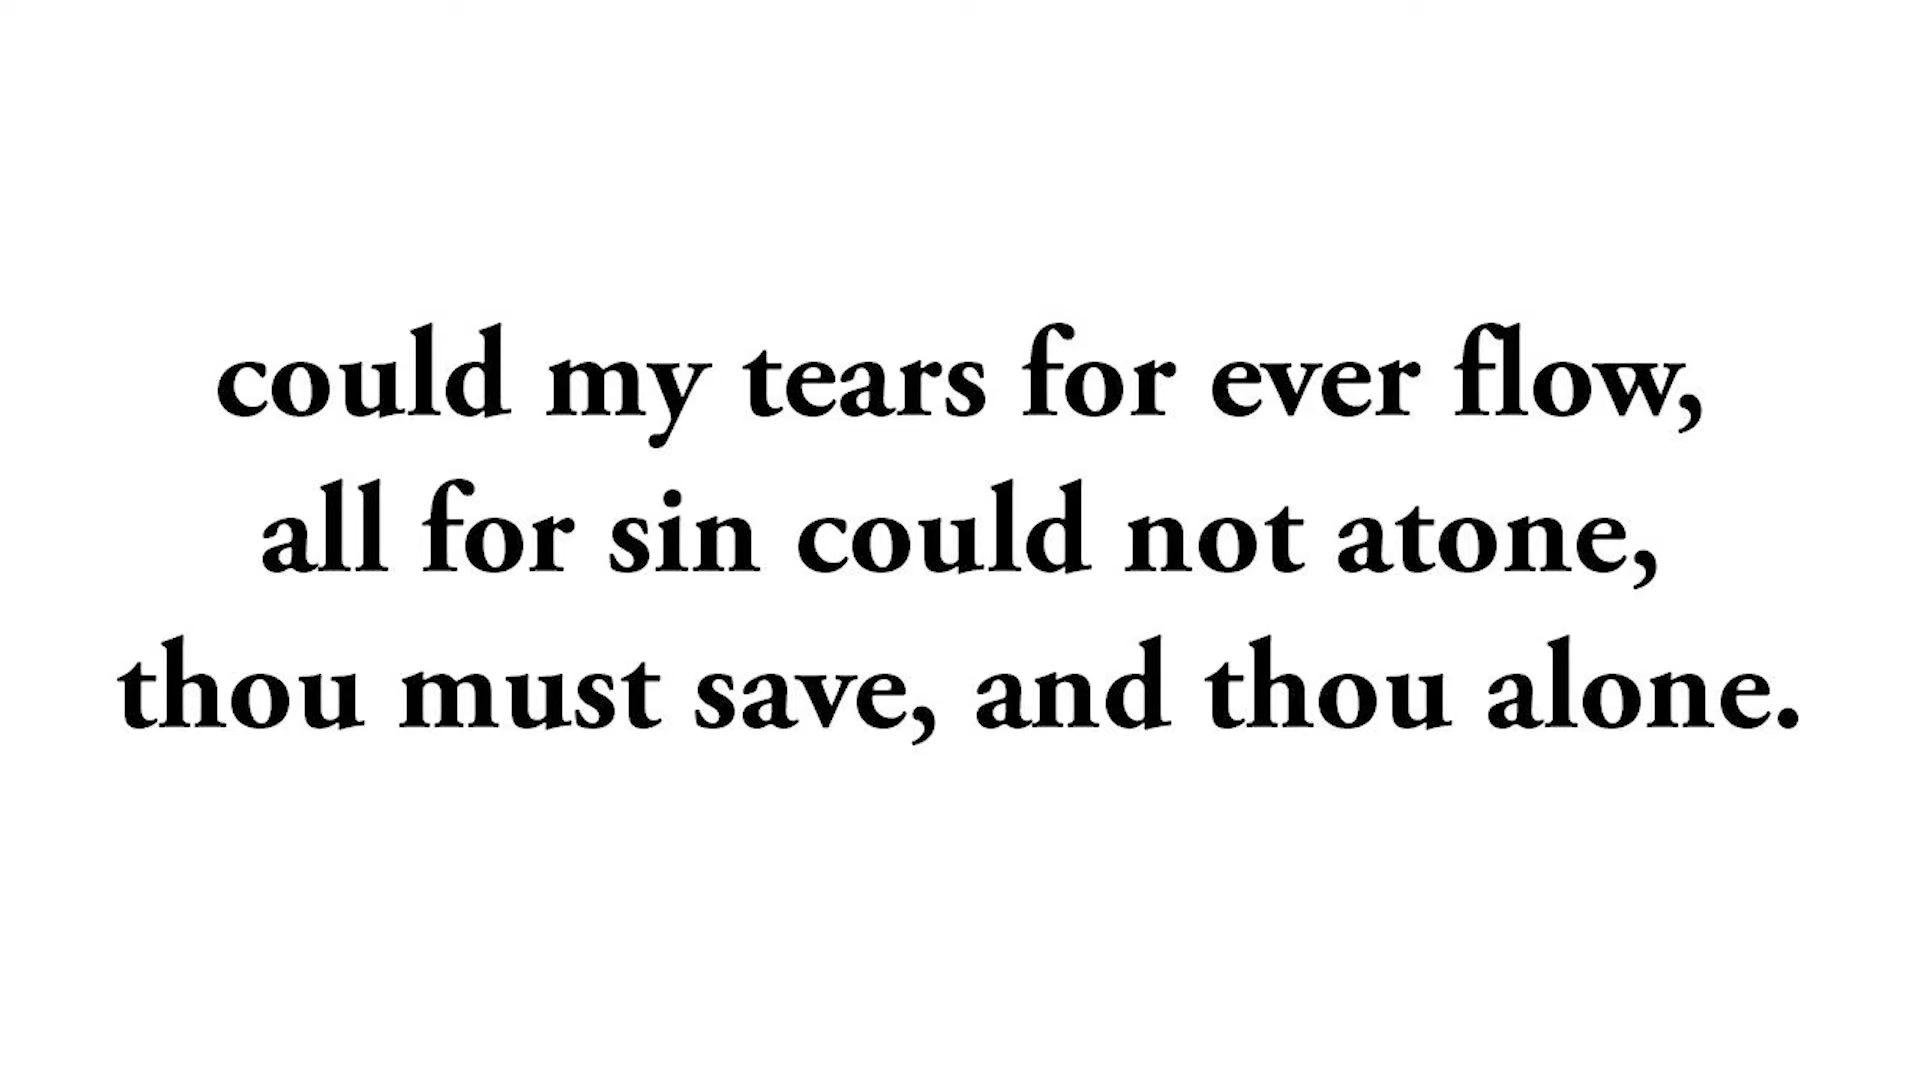 could my tears for ever flow,
all for sin could not atone,
thou must save, and thou alone.